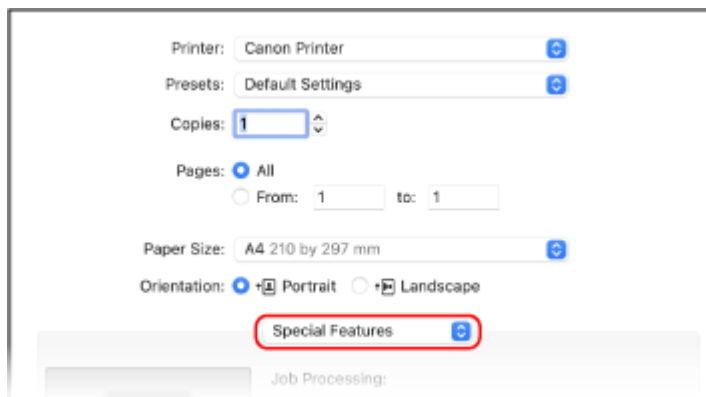 Printer: Canon Printer
Presets: Default Settings
Copies: 1
Pages: All
From: 1 to: 1
Paper Size: A4 210 by 297 mm
Orientation: Portrait Landscape
Special Features
Job Processing: